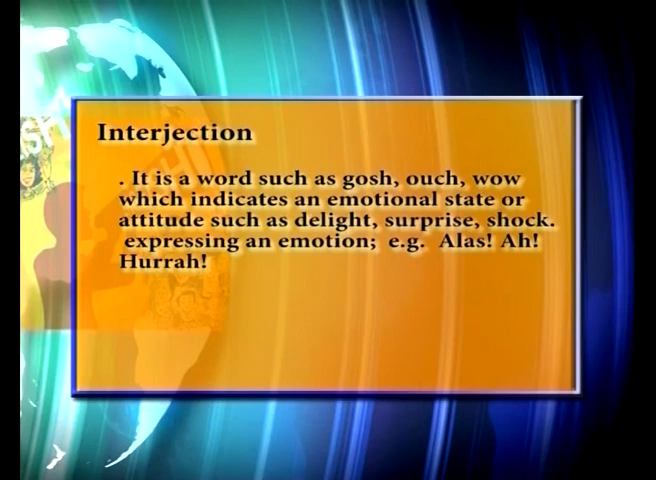 Interjection
. It is a word such as gosh, ouch, wow
which indicates an emotional state or
attitude such as delight, surprise, shock.
expressing an emotion; e.g. Alas! Ah!
Hurrah!